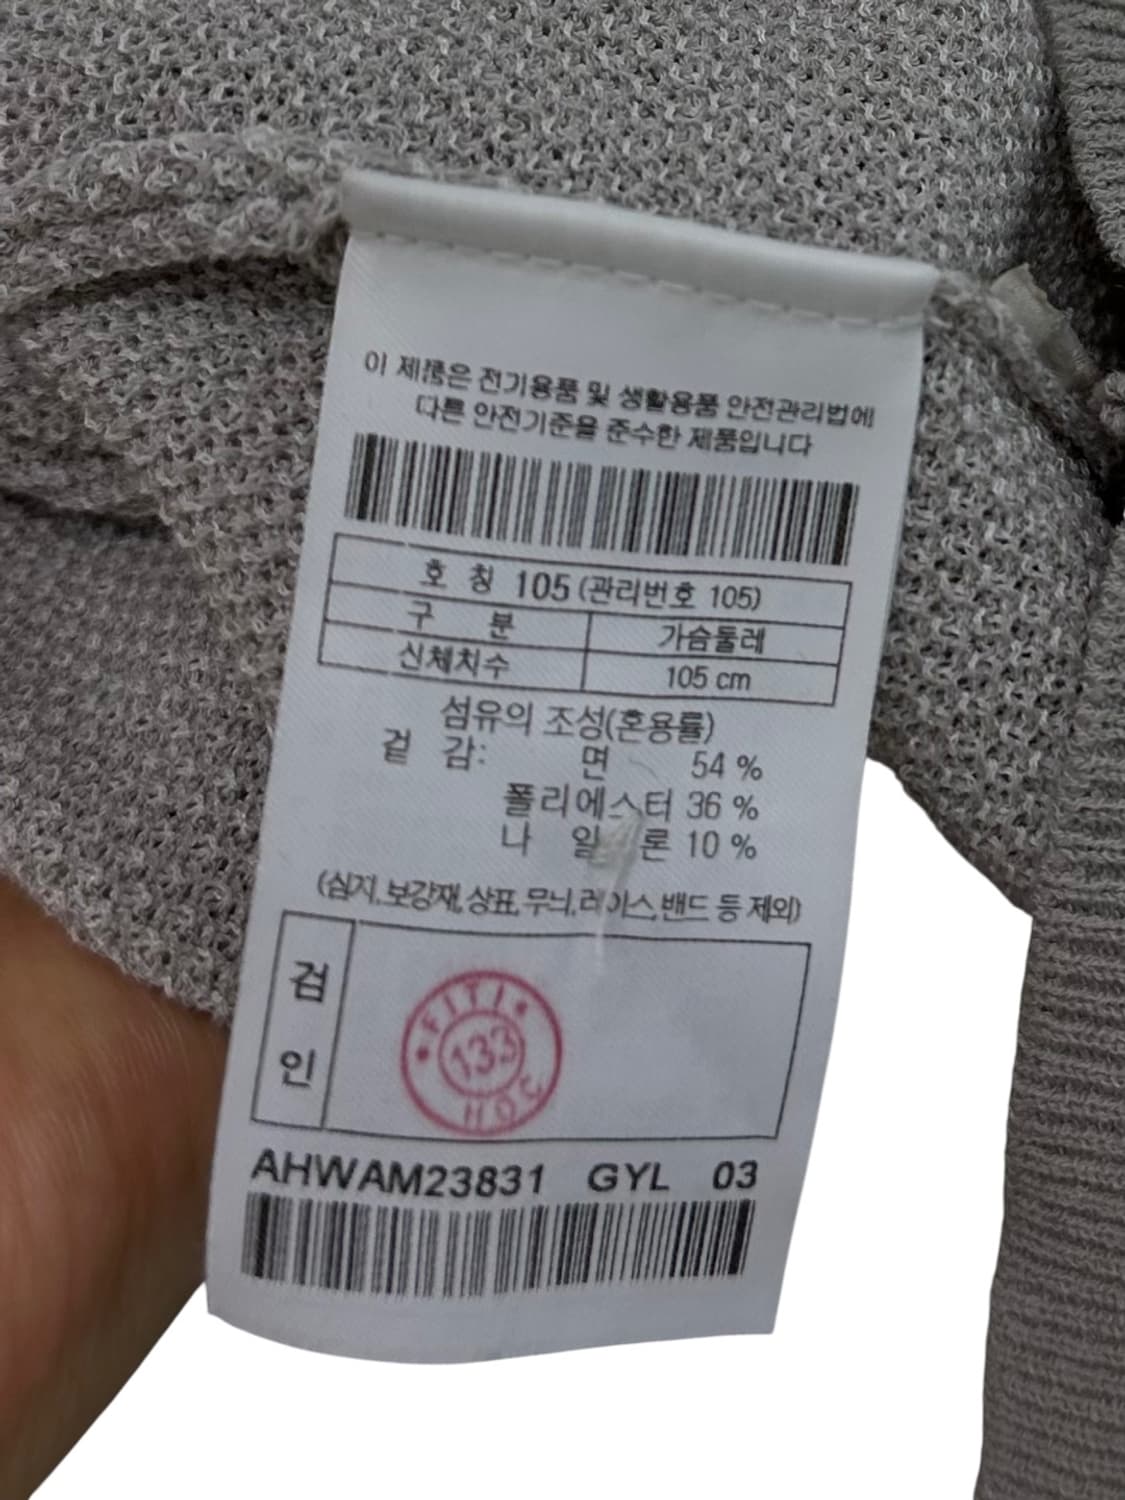 이 제품은 전기용품 및 생활용품 안전관리법에
따른 안전기준을 준수한 제품입니다
호 칭 105 (관리번호 105)
구 분 가슴둘레
신체치수 105 cm
섬유의 조성(혼용률)
겉 감: 면 54 %
폴리에스터 36 %
나 일 론 10 %
(심지,보강재,상표,무늬,레이스,밴드 등 제외)
검
인
FITI
133
HOC
AHWAM23831 GYL 03